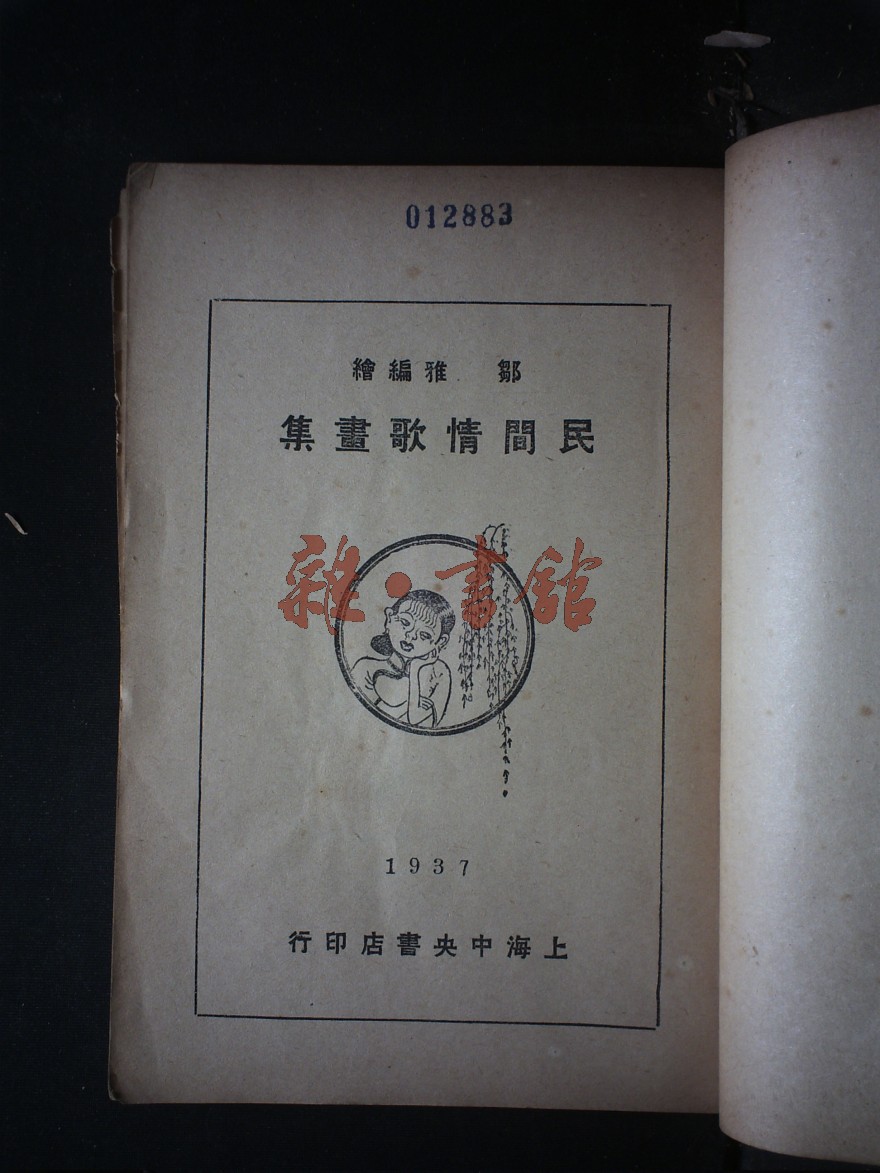 012883
鄒雅編繪
民間情歌畫集
雜·書館
1937
上海中央書店印行